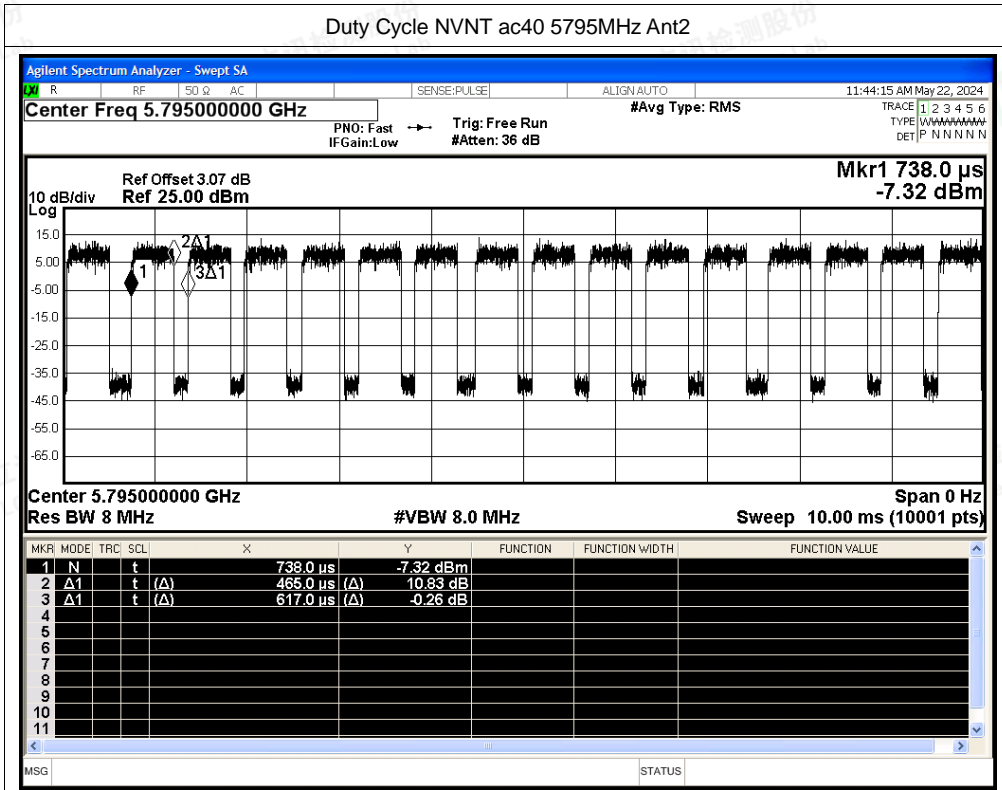 Duty Cycle NVNT ac40 5795MHz Ant2
Agilent Spectrum Analyzer - Swept SA
LXI R RF 50 Ω AC SENSE:PULSE ALIGN AUTO 11:44:15 AM May 22, 2024
Center Freq 5.795000000 GHz #Avg Type: RMS TRACE 1 2 3 4 5 6
PNO: Fast Trig: Free Run TYPE WWWWWW
IFGain:Low #Atten: 36 dB DET P N N N N N
Mkr1 738.0 µs
Ref Offset 3.07 dB
10 dB/div Ref 25.00 dBm -7.32 dBm
Log
15.0
5.00
-5.00
-15.0
-25.0
-35.0
-45.0
-55.0
-65.0
1
2Δ1
3Δ1
Center 5.795000000 GHz Span 0 Hz
Res BW 8 MHz #VBW 8.0 MHz Sweep 10.00 ms (10001 pts)
MKR MODE TRC SCL X Y FUNCTION FUNCTION WIDTH FUNCTION VALUE
1 N t 738.0 µs -7.32 dBm
2 Δ1 t (Δ) 465.0 µs (Δ) 10.83 dB
3 Δ1 t (Δ) 617.0 µs (Δ) -0.26 dB
4
5
6
7
8
9
10
11
MSG STATUS